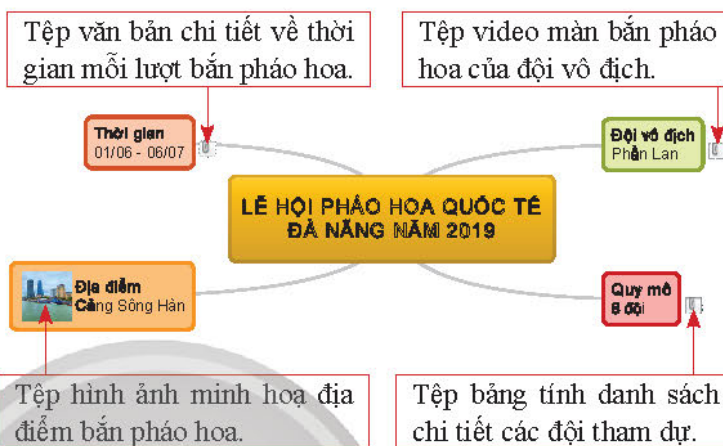 Tệp văn bản chi tiết về thời
gian mỗi lượt bắn pháo hoa.
Tệp video màn bắn pháo
hoa của đội vô địch.
Thời gian
01/06 - 06/07
Đội vô địch
Phần Lan
LỄ HỘI PHÁO HOA QUỐC TẾ
ĐÀ NẴNG NĂM 2019
Địa điểm
Cảng Sông Hàn
Quy mô
8 đội
Tệp hình ảnh minh hoạ địa
điểm bắn pháo hoa.
Tệp bảng tính danh sách
chi tiết các đội tham dự.